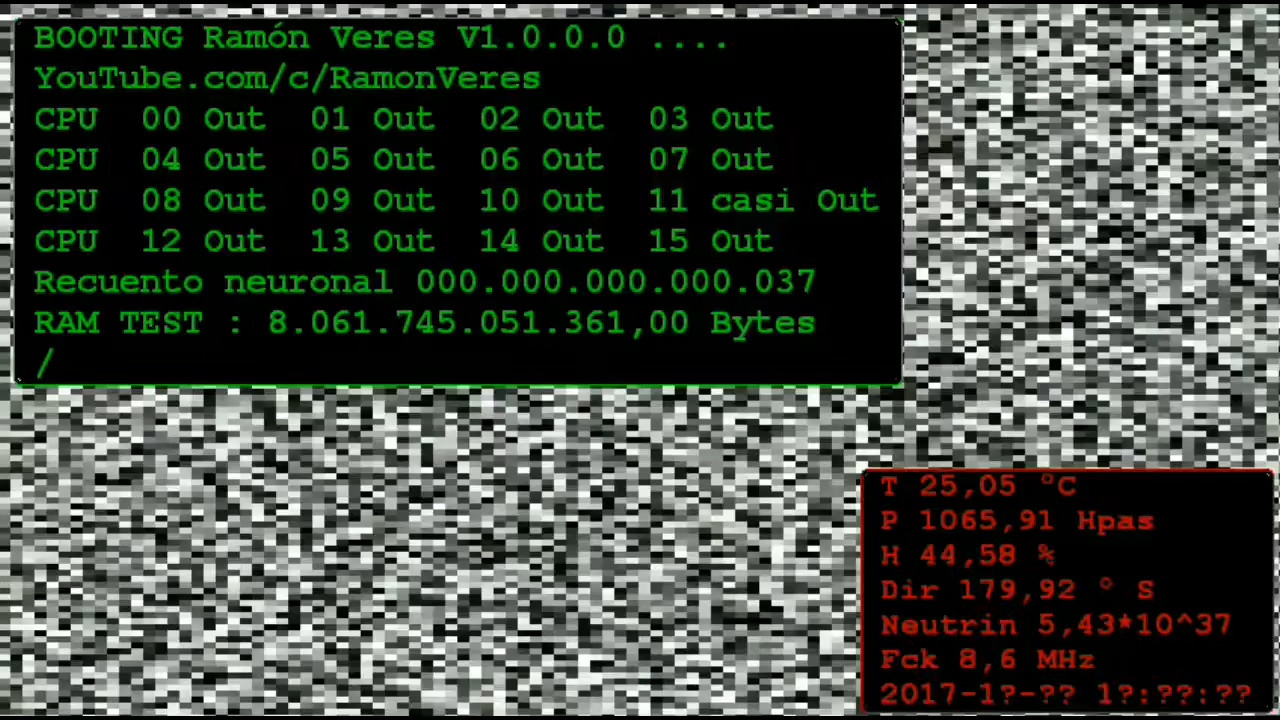 BOOTING Ramón Veres V1.0.0.0 ....
YouTube.com/c/RamonVeres
CPU 00 Out 01 Out 02 Out 03 Out
CPU 04 Out 05 Out 06 Out 07 Out
CPU 08 Out 09 Out 10 Out 11 casi Out
CPU 12 Out 13 Out 14 Out 15 Out
Recuento neuronal 000.000.000.000.037
RAM TEST : 8.061.745.051.361,00 Bytes
/
T 25,05 ºC
P 1065,91 Hpas
H 44,58 %
Dir 179,92 º S
Neutrin 5,43*10^37
Fck 8,6 MHz
2017-1?-?? 1?:??:??